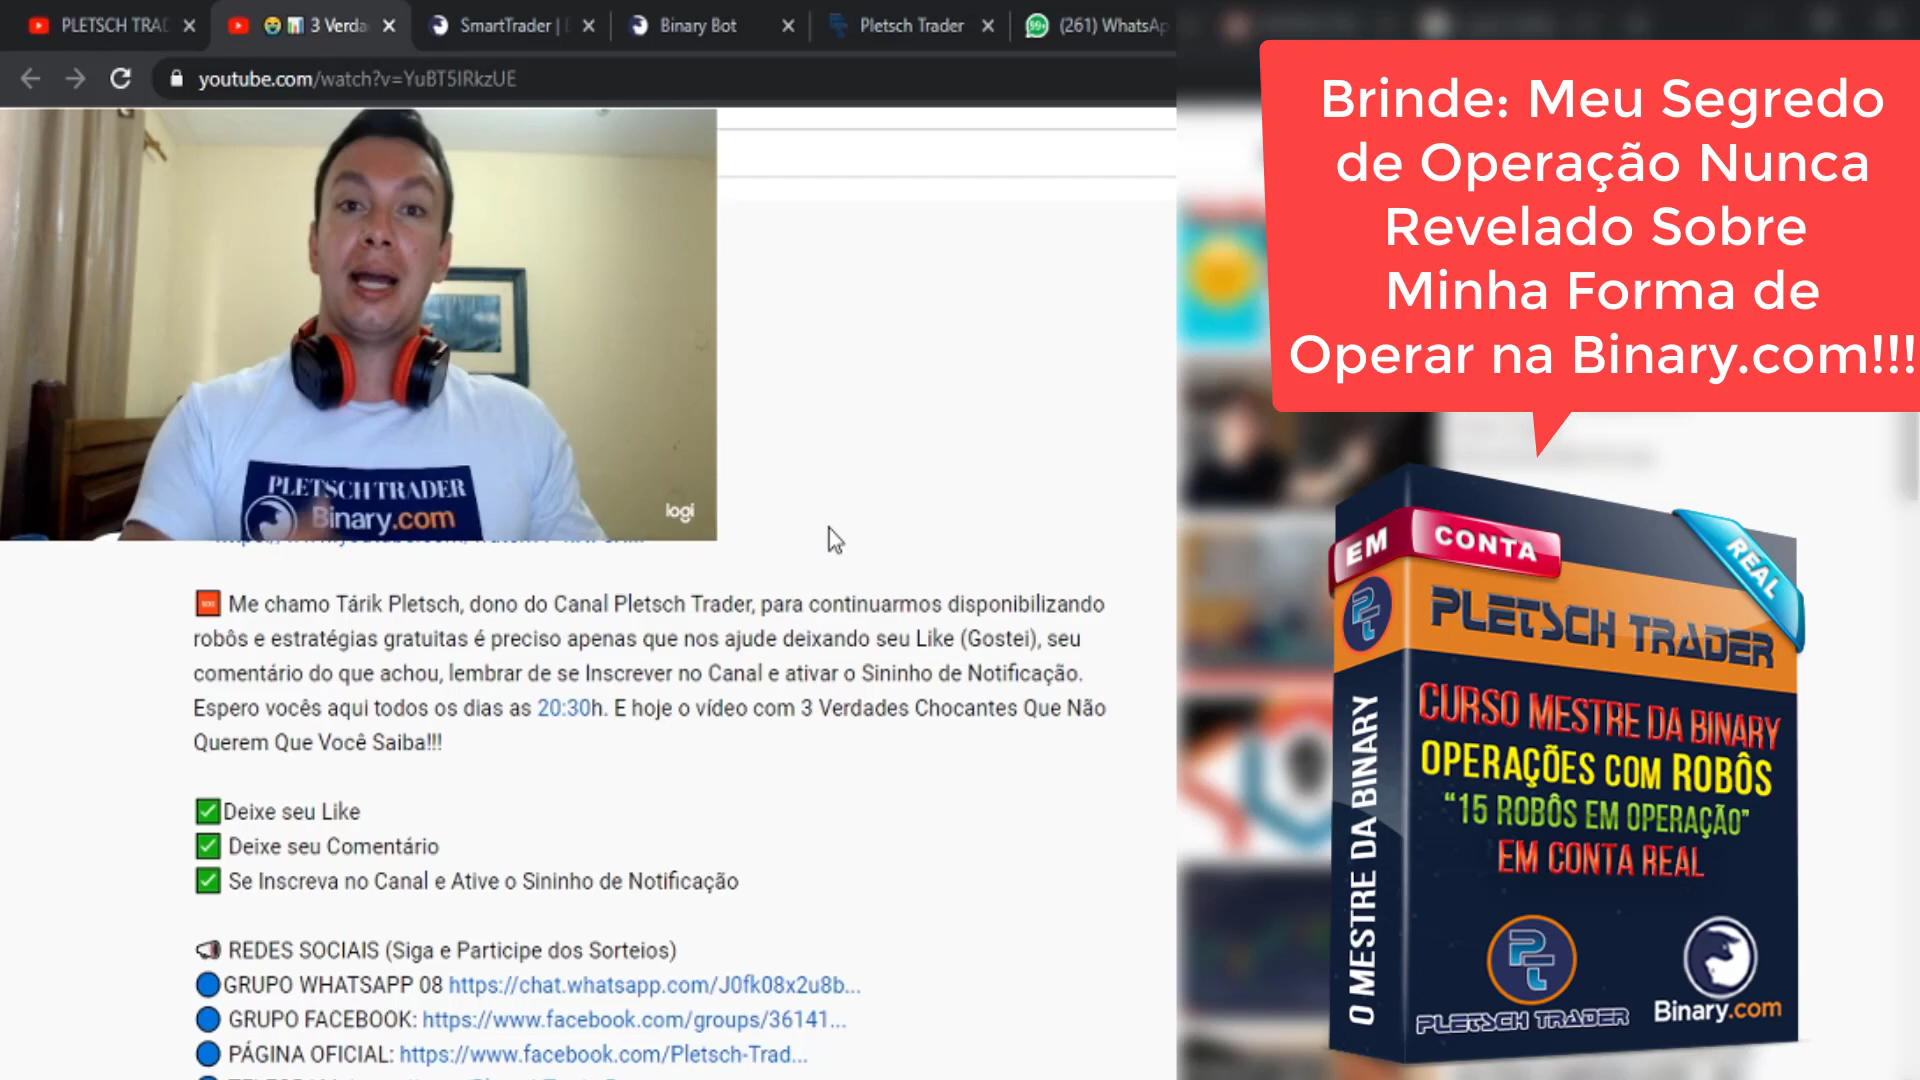 PLETSCH TRAD
3 Verda
SmartTrader |
Binary Bot
Pletsch Trader
99+
(261) WhatsAp
youtube.com/watch?v=YuBT5IRkzUE
Brinde: Meu Segredo
de Operação Nunca
Revelado Sobre
Minha Forma de
Operar na Binary.com!!!
PLETSCH TRADER
Binary.com
logi
Me chamo Tárik Pletsch, dono do Canal Pletsch Trader, para continuarmos disponibilizando
robôs e estratégias gratuitas é preciso apenas que nos ajude deixando seu Like (Gostei), seu
comentário do que achou, lembrar de se Inscrever no Canal e ativar o Sininho de Notificação.
Espero vocês aqui todos os dias as 20:30h. E hoje o vídeo com 3 Verdades Chocantes Que Não
Querem Que Você Saiba!!!
Deixe seu Like
Deixe seu Comentário
Se Inscreva no Canal e Ative o Sininho de Notificação
REDES SOCIAIS (Siga e Participe dos Sorteios)
GRUPO WHATSAPP 08 https://chat.whatsapp.com/J0fk08x2u8b...
GRUPO FACEBOOK: https://www.facebook.com/groups/36141...
PÁGINA OFICIAL: https://www.facebook.com/Pletsch-Trad...
EM CONTA REAL
PLETSCH TRADER
CURSO MESTRE DA BINARY
OPERAÇÕES COM ROBÔS
"15 ROBÔS EM OPERAÇÃO"
EM CONTA REAL
O MESTRE DA BINARY
PLETSCH TRADER
Binary.com